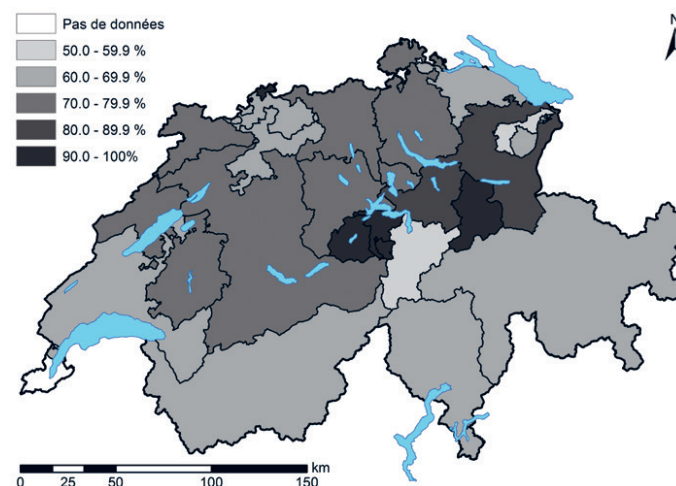 Pas de données
50.0 - 59.9 %
60.0 - 69.9 %
70.0 - 79.9 %
80.0 - 89.9 %
90.0 - 100%
N
km
0 25 50 100 150